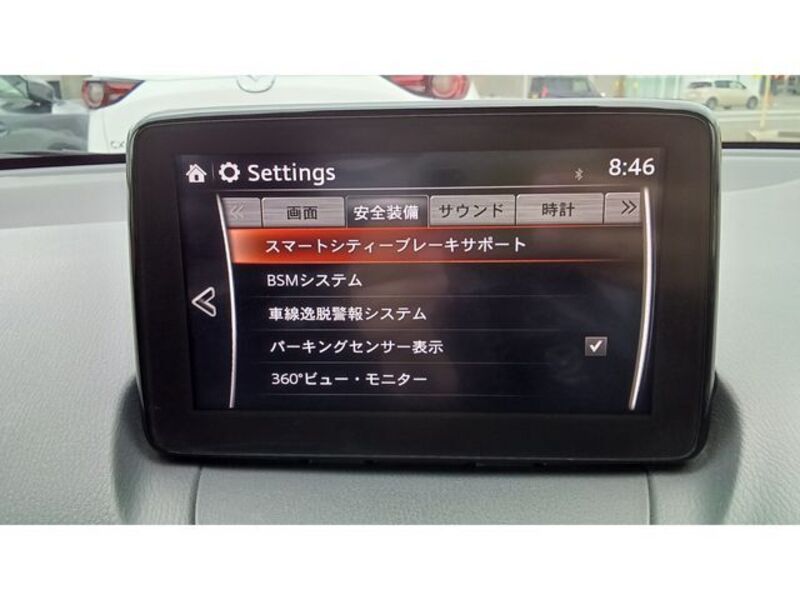 Settings 8:46
画面 安全装備 サウンド 時計
スマートシティーブレーキサポート
BSMシステム
車線逸脱警報システム
パーキングセンサー表示
360°ビュー・モニター